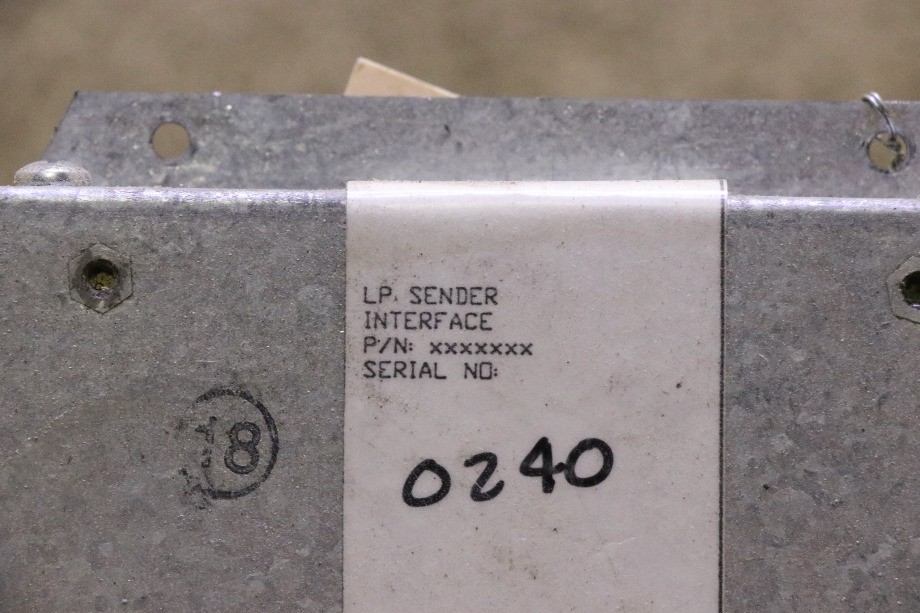 LP. SENDER
INTERFACE
P/N: xxxxxxx
SERIAL NO:
0240
8